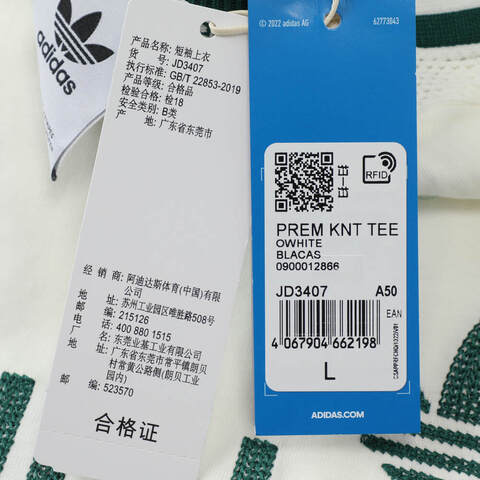 adidas
产品名称: 短袖上衣
货 号: JD3407
执行标准: GB/T 22853-2019
产品等级: 合格品
检验合格: 检18
安全类别: B类
产 地: 广东省东莞市
经 销 商: 阿迪达斯体育(中国)有限
公司
地 址: 苏州工业园区唯胜路508号
邮 编: 215126
电 话: 400 880 1515
厂 名: 东莞业基工业有限公司
地 址: 广东省东莞市常平镇朗贝
村常黄公路侧(朗贝工业
园内)
邮 编: 523570
合格证
© 2022 adidas AG
62773843
RFID
PREM KNT TEE
OWHITE
BLACAS
0900012866
JD3407 A50
EAN
4 067904 662198
L
ADIDAS.COM